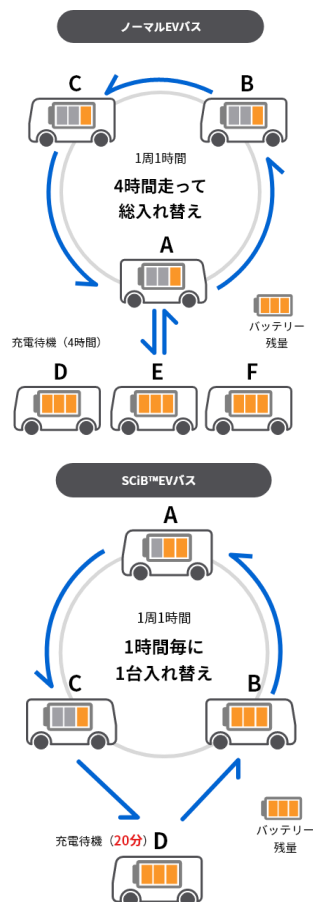 ノーマルEVバス
C
B
1周1時間
4時間走って
総入れ替え
A
バッテリー
残量
充電待機（4時間）
D
E
F
SCiB™EVバス
A
1周1時間
1時間毎に
1台入れ替え
C
B
バッテリー
残量
充電待機（20分）
D